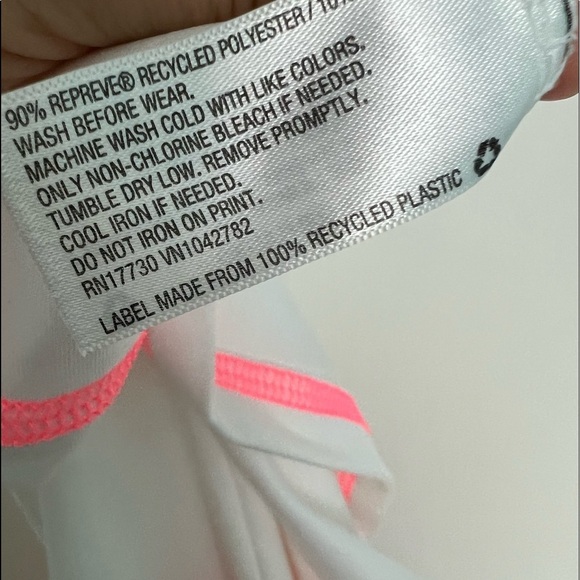 90% REPREVE® RECYCLED POLYESTER / 10%
WASH BEFORE WEAR.
MACHINE WASH COLD WITH LIKE COLORS.
ONLY NON-CHLORINE BLEACH IF NEEDED.
TUMBLE DRY LOW. REMOVE PROMPTLY.
COOL IRON IF NEEDED.
DO NOT IRON ON PRINT.
RN17730 VN1042782
LABEL MADE FROM 100% RECYCLED PLASTIC